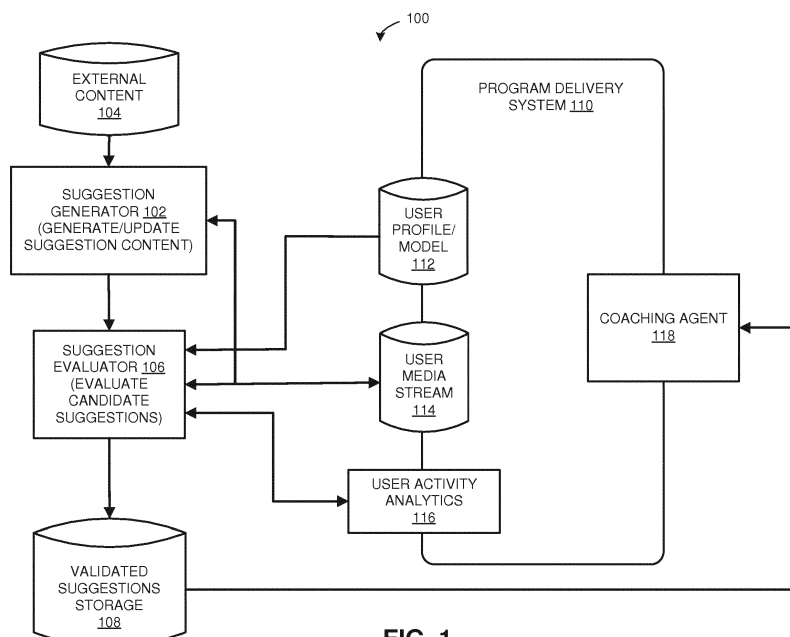 100
EXTERNAL
CONTENT
104
PROGRAM DELIVERY
SYSTEM 110
SUGGESTION
GENERATOR 102
(GENERATE/UPDATE
SUGGESTION CONTENT)
USER
PROFILE/
MODEL
112
COACHING AGENT
118
SUGGESTION
EVALUATOR 106
(EVALUATE
CANDIDATE
SUGGESTIONS)
USER
MEDIA
STREAM
114
USER ACTIVITY
ANALYTICS
116
VALIDATED
SUGGESTIONS
STORAGE
108
FIG. 1